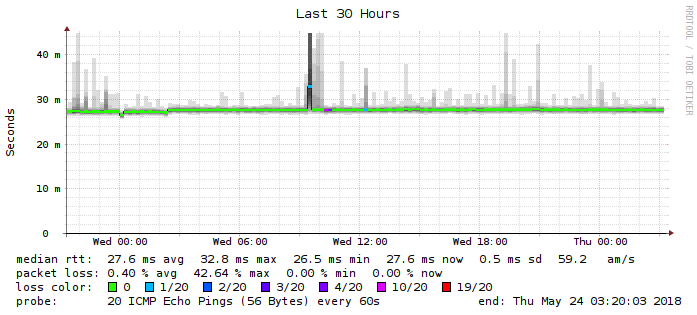 Last 30 Hours
RRDTOOL / TOBI OETIKER
Seconds
40 m
30 m
20 m
10 m
0
Wed 00:00 Wed 06:00 Wed 12:00 Wed 18:00 Thu 00:00
median rtt: 27.6 ms avg 32.8 ms max 26.5 ms min 27.6 ms now 0.5 ms sd 59.2 am/s
packet loss: 0.40 % avg 42.64 % max 0.00 % min 0.00 % now
loss color: 0 1/20 2/20 3/20 4/20 10/20 19/20
probe: 20 ICMP Echo Pings (56 Bytes) every 60s end: Thu May 24 03:20:03 2018